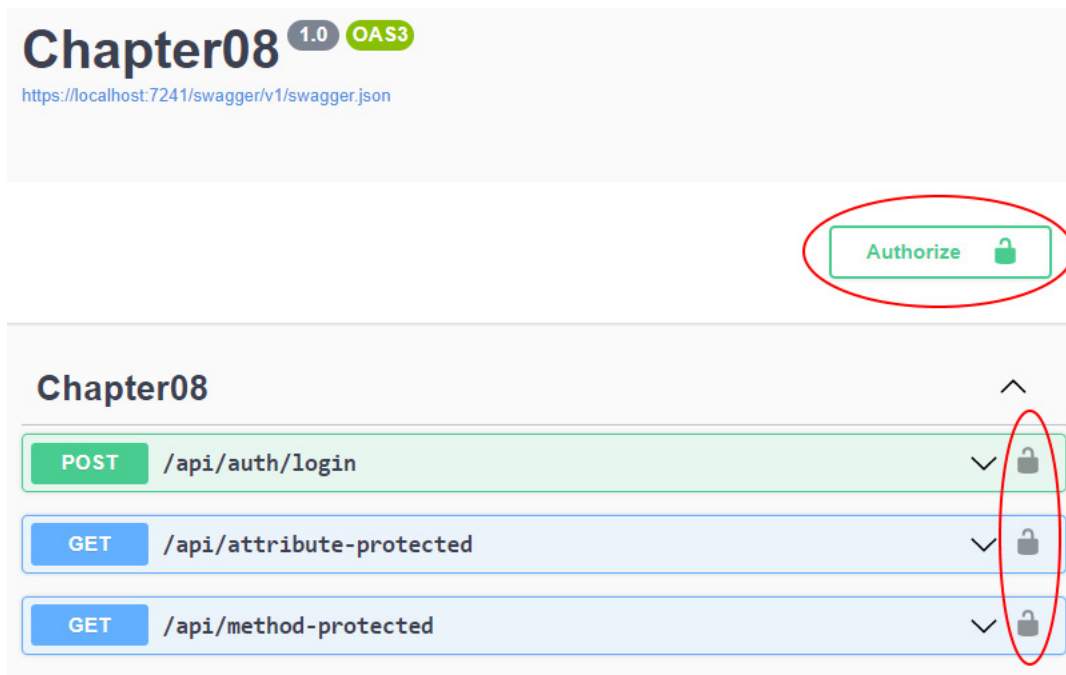 Chapter08 1.0 OAS3
https://localhost:7241/swagger/v1/swagger.json
Authorize
Chapter08
POST /api/auth/login
GET /api/attribute-protected
GET /api/method-protected